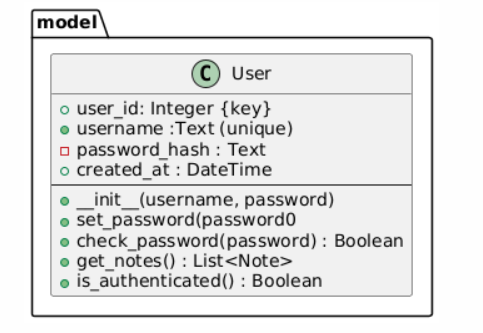 model
C User
user_id: Integer {key}
username :Text (unique)
password_hash : Text
created_at : DateTime
__init__(username, password)
set_password(password0
check_password(password) : Boolean
get_notes() : List<Note>
is_authenticated() : Boolean